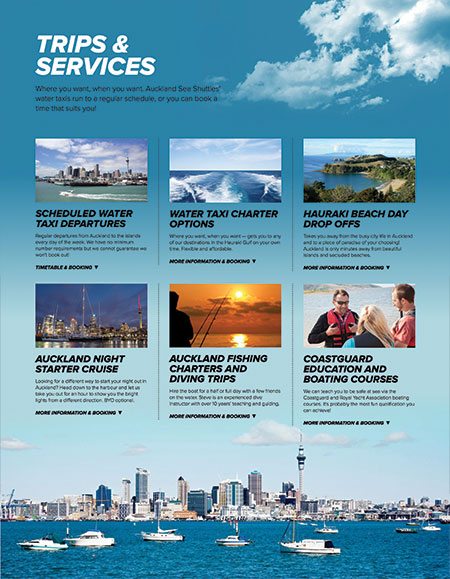 TRIPS &
SERVICES
Where you want, when you want. Auckland Sea Shuttles'
water taxis run to a regular schedule, or you can book a
time that suits you!
SCHEDULED WATER
TAXI DEPARTURES
Regular departures from Auckland to the islands
every day of the week. We have no minimum
number requirements but we cannot guarantee we
won't book out!
TIMETABLE & BOOKING ▼
WATER TAXI CHARTER
OPTIONS
Where you want, when you want — gets you to any
of our destinations in the Hauraki Gulf on your own
time. Flexible and affordable.
MORE INFORMATION & BOOKING ▼
HAURAKI BEACH DAY
DROP OFFS
Takes you away from the busy city life in Auckland
and to a piece of paradise of your choosing!
Auckland is only minutes away from beautiful
islands and secluded beaches.
MORE INFORMATION & BOOKING ▼
AUCKLAND NIGHT
STARTER CRUISE
Looking for a different way to start your night out in
Auckland? Head down to the harbour and let us
take you out for an hour to show you the bright
lights from a different direction. BYO optional.
MORE INFORMATION & BOOKING ▼
AUCKLAND FISHING
CHARTERS AND
DIVING TRIPS
Hire the boat for a half or full day with a few friends
on the water. Steve is an experienced dive
instructor with over 10 years' teaching and guiding.
MORE INFORMATION & BOOKING ▼
COASTGUARD
EDUCATION AND
BOATING COURSES
We can teach you to be safe at sea via the
Coastguard and Royal Yacht Association boating
courses. It's probably the most fun qualification you
can achieve!
MORE INFORMATION & BOOKING ▼